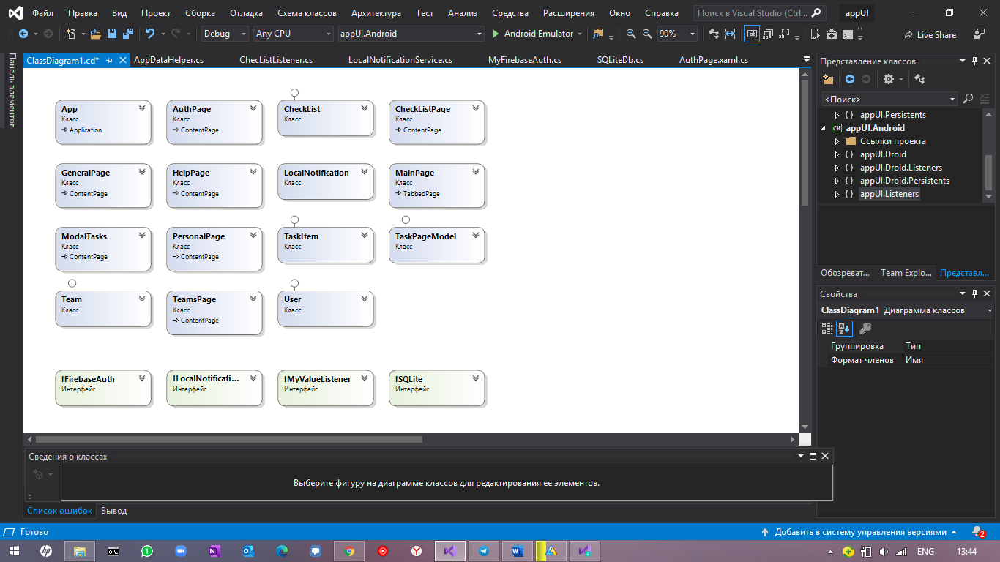 Файл Правка Вид Проект Сборка Отладка Схема классов Архитектура Тест Анализ Средства Расширения Окно Справка Поиск в Visual Studio (Ctrl... appUI
Debug Any CPU appUI.Android Android Emulator 90% Live Share
Панель элементов
ClassDiagram1.cd* AppDataHelper.cs ChecListListener.cs LocalNotificationService.cs MyFirebaseAuth.cs SQLiteDb.cs AuthPage.xaml.cs
App
Класс
Application
AuthPage
Класс
ContentPage
CheckList
Класс
CheckListPage
Класс
ContentPage
GeneralPage
Класс
ContentPage
HelpPage
Класс
ContentPage
LocalNotification
Класс
MainPage
Класс
TabbedPage
ModalTasks
Класс
ContentPage
PersonalPage
Класс
ContentPage
TaskItem
Класс
TaskPageModel
Класс
Team
Класс
TeamsPage
Класс
ContentPage
User
Класс
IFirebaseAuth
Интерфейс
ILocalNotificati...
Интерфейс
IMyValueListener
Интерфейс
ISQLite
Интерфейс
Представление классов
<Поиск>
{ } appUI.Persistents
C# appUI.Android
Ссылки проекта
{ } appUI.Droid
{ } appUI.Droid.Listeners
{ } appUI.Droid.Persistents
{ } appUI.Listeners
Обозреват... Team Explo... Представл...
Свойства
ClassDiagram1 Диаграмма классов
Группировка Тип
Формат членов Имя
Сведения о классах
Выберите фигуру на диаграмме классов для редактирования ее элементов.
Список ошибок Вывод
Готово Добавить в систему управления версиями 2
ENG 13:44